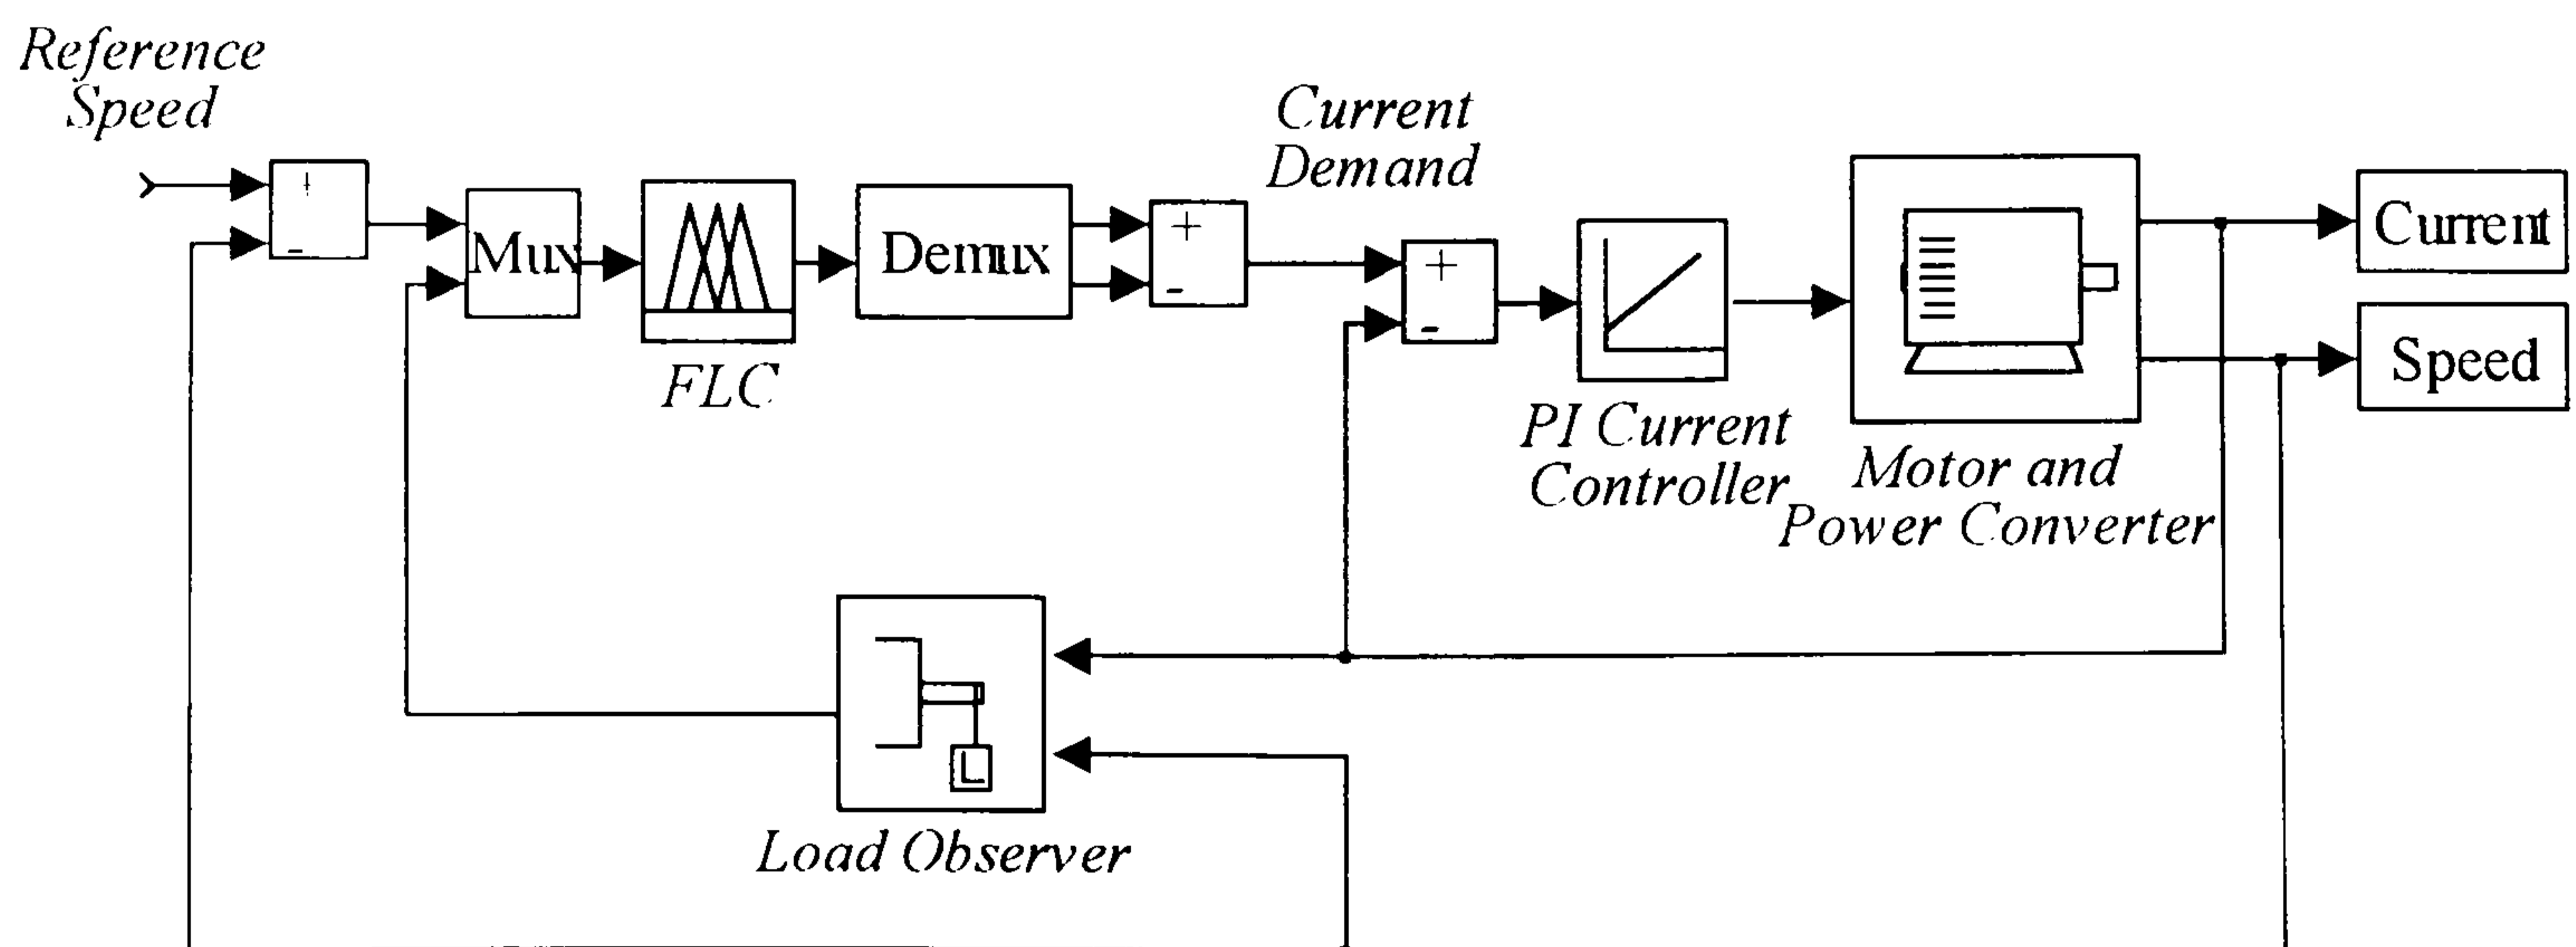 Reference
Speed
+
-
Mux
FLC
Demux
+
-
Current
Demand
+
-
PI Current
Controller
Motor and
Power Converter
Current
Speed
L
Load Observer